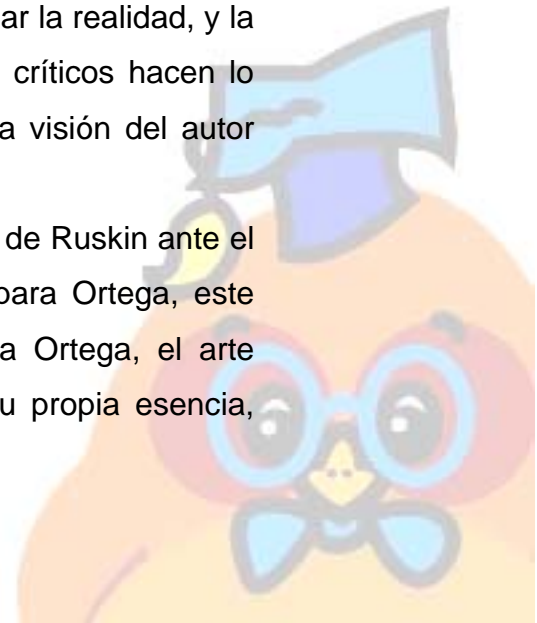 ar la realidad, y la
críticos hacen lo
a visión del autor
de Ruskin ante el
para Ortega, este
a Ortega, el arte
u propia esencia,